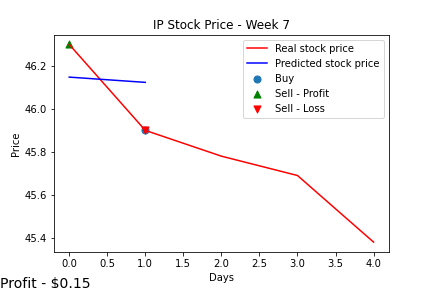 IP Stock Price - Week 7
Real stock price
Predicted stock price
Buy
Sell - Profit
Sell - Loss
Price
46.2
46.0
45.8
45.6
45.4
0.0 0.5 1.0 1.5 2.0 2.5 3.0 3.5 4.0
Days
Profit - $0.15